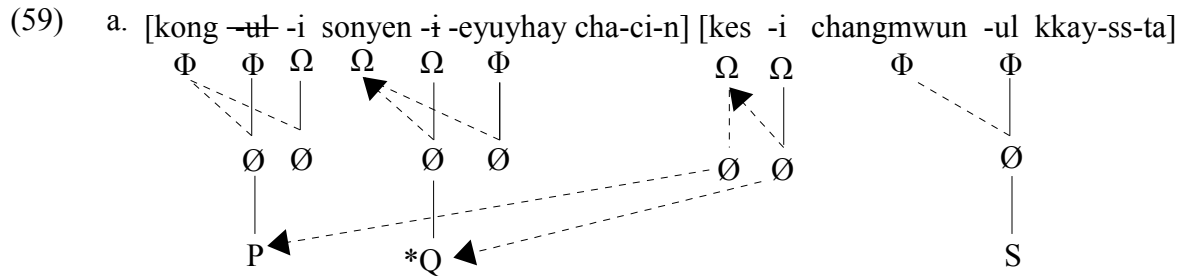 (59) a. [kong -ul -i sonyen -i -eyuyhay cha-ci-n] [kes -i changmwun -ul kkay-ss-ta]
Φ Φ Ω Ω Ω Φ Ω Ω Φ Φ
Ø Ø Ø Ø Ø Ø Ø
P *Q S